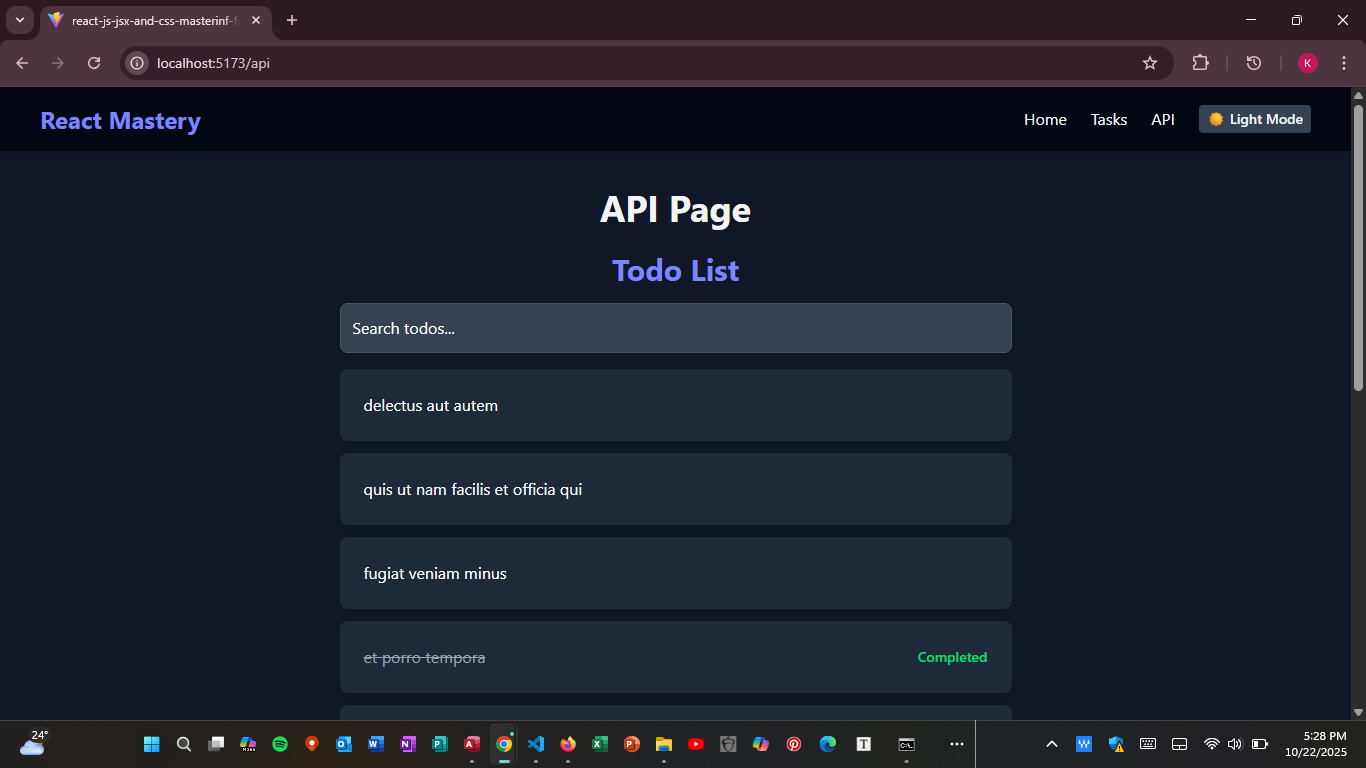 react-js-jsx-and-css-masterinf-f
localhost:5173/api
K
React Mastery
Home
Tasks
API
Light Mode
API Page
Todo List
Search todos...
delectus aut autem
quis ut nam facilis et officia qui
fugiat veniam minus
et porro tempora
Completed
24°
5:28 PM
10/22/2025